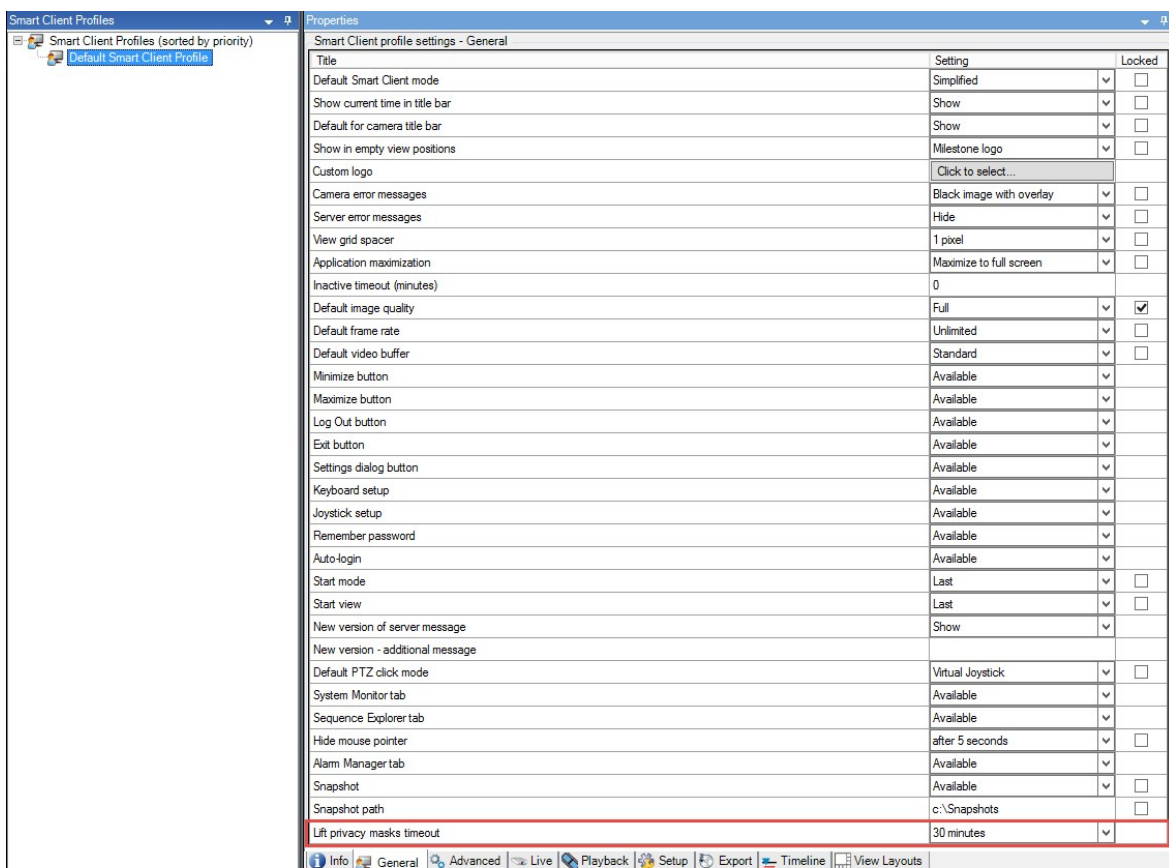 Smart Client Profiles
Smart Client Profiles (sorted by priority)
Default Smart Client Profile
Properties
Smart Client profile settings - General
Title Setting Locked
Default Smart Client mode Simplified
Show current time in title bar Show
Default for camera title bar Show
Show in empty view positions Milestone logo
Custom logo Click to select...
Camera error messages Black image with overlay
Server error messages Hide
View grid spacer 1 pixel
Application maximization Maximize to full screen
Inactive timeout (minutes) 0
Default image quality Full
Default frame rate Unlimited
Default video buffer Standard
Minimize button Available
Maximize button Available
Log Out button Available
Exit button Available
Settings dialog button Available
Keyboard setup Available
Joystick setup Available
Remember password Available
Auto-login Available
Start mode Last
Start view Last
New version of server message Show
New version - additional message
Default PTZ click mode Virtual Joystick
System Monitor tab Available
Sequence Explorer tab Available
Hide mouse pointer after 5 seconds
Alarm Manager tab Available
Snapshot Available
Snapshot path c:\Snapshots
Lift privacy masks timeout 30 minutes
Info General Advanced Live Playback Setup Export Timeline View Layouts